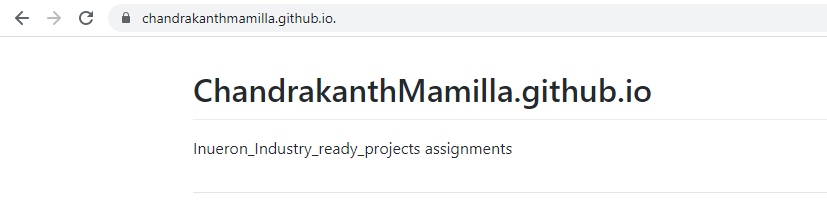 chandrakanthmamilla.github.io.
ChandrakanthMamilla.github.io
Inueron_Industry_ready_projects assignments